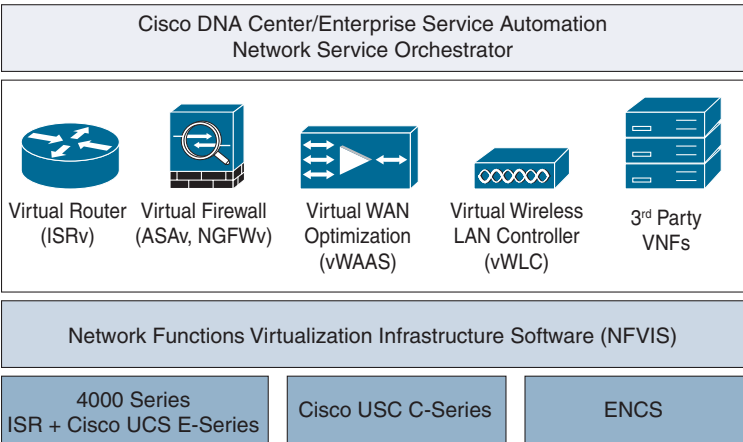 Cisco DNA Center/Enterprise Service Automation
Network Service Orchestrator
Virtual Router
(ISRv)
Virtual Firewall
(ASAv, NGFWv)
Virtual WAN
Optimization
(vWAAS)
Virtual Wireless
LAN Controller
(vWLC)
3rd Party
VNFs
Network Functions Virtualization Infrastructure Software (NFVIS)
4000 Series
ISR + Cisco UCS E-Series
Cisco USC C-Series
ENCS